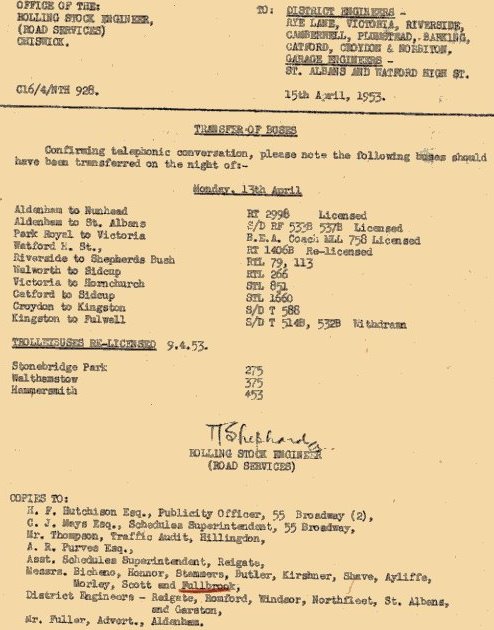 OFFICE OF THE:
ROLLING STOCK ENGINEER,
(ROAD SERVICES)
CHISWICK.
C16/4/NTH 928.
TO: DISTRICT ENGINEERS -
RYE LANE, VICTORIA, RIVERSIDE,
CAMBERWELL, PLUMSTEAD, BARKING,
CATFORD, CROYDON & NORBITON.
GARAGE ENGINEERS -
ST. ALBANS AND WATFORD HIGH ST.
15th April, 1953.
TRANSFER OF BUSES
Confirming telephonic conversation, please note the following buses should
have been transferred on the night of:-
Monday, 13th April
Aldenham to Nunhead RT 2998 Licensed
Aldenham to St. Albans S/D RF 535B 537B Licensed
Park Royal to Victoria B.E.A. Coach MLL 758 Licensed
Watford H. St., RT 1406B Re-licensed
Riverside to Shepherds Bush RTL 79, 113
Walworth to Sidcup RTL 266
Victoria to Hornchurch STL 851
Catford to Sidcup STL 1660
Croydon to Kingston S/D T 588
Kingston to Fulwell S/D T 514B, 532B Withdrawn
TROLLEYBUSES RE-LICENSED 9.4.53.
Stonebridge Park 275
Walthamstow 375
Hammersmith 453
Shephard
ROLLING STOCK ENGINEER
(ROAD SERVICES)
COPIES TO:
H. F. Hutchison Esq., Publicity Officer, 55 Broadway (2),
C. J. Mays Esq., Schedules Superintendent, 55 Broadway,
Mr. Thompson, Traffic Audit, Hillingdon,
A. R. Purves Esq.,
Asst. Schedules Superintendent, Reigate,
Messrs. Bicheno, Honnor, Stammers, Butler, Kirshner, Shave, Ayliffe,
Morley, Scott and Fullbrook,
District Engineers - Reigate, Romford, Windsor, Northfleet, St. Albans,
and Garston,
Mr. Fuller, Advert., Aldenham.